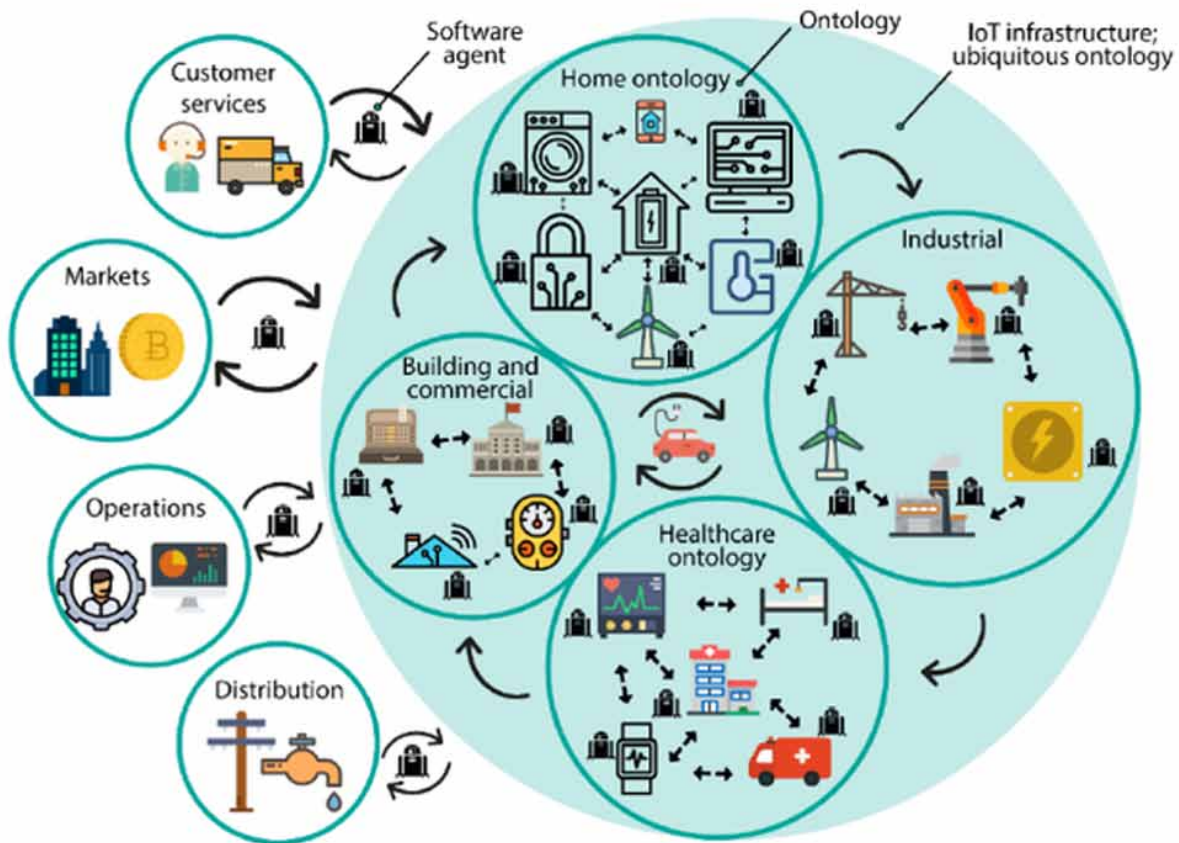 Software
agent
Ontology
IoT infrastructure;
ubiquitous ontology
Customer
services
Home ontology
Markets
Industrial
Building and
commercial
Operations
Healthcare
ontology
Distribution